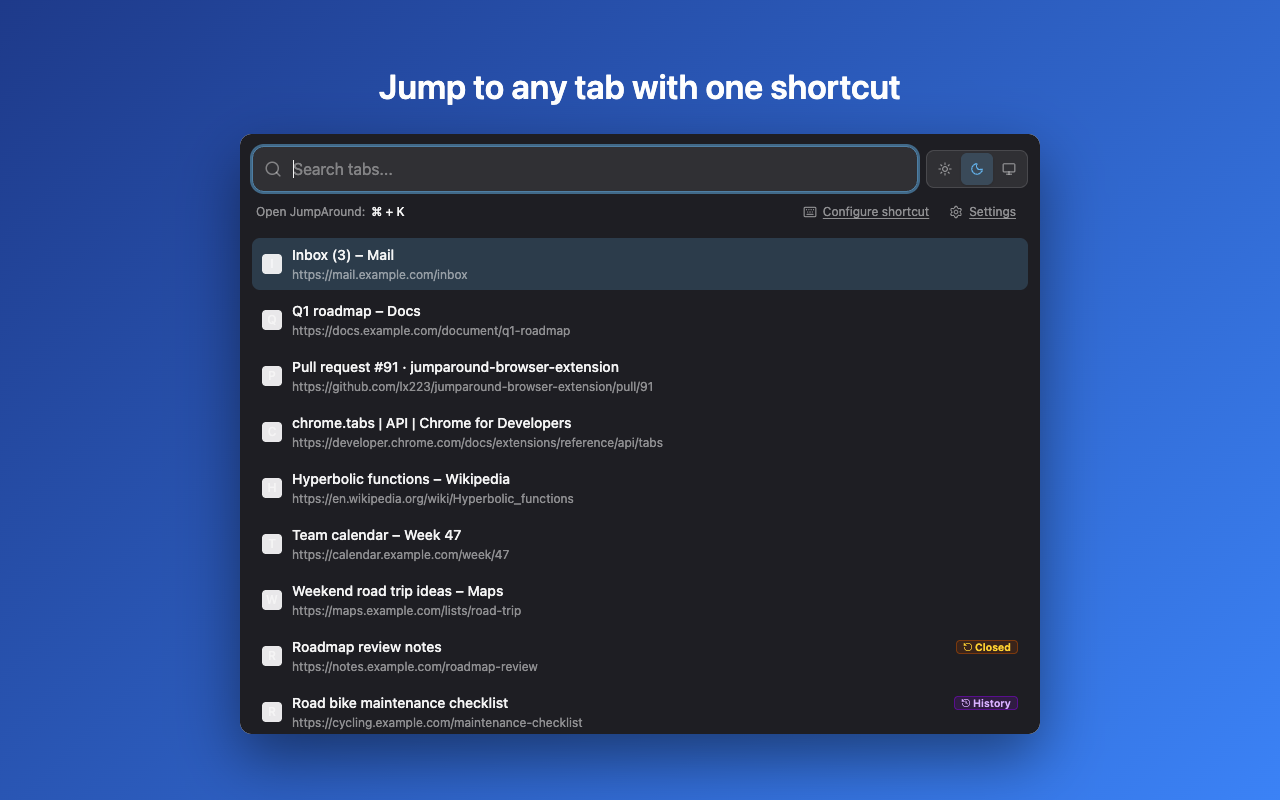 Jump to any tab with one shortcut
Search tabs...
Open JumpAround: ⌘ + K
Configure shortcut
Settings
Inbox (3) – Mail
https://mail.example.com/inbox
Q1 roadmap – Docs
https://docs.example.com/document/q1-roadmap
Pull request #91 · jumparound-browser-extension
https://github.com/lx223/jumparound-browser-extension/pull/91
chrome.tabs | API | Chrome for Developers
https://developer.chrome.com/docs/extensions/reference/api/tabs
Hyperbolic functions – Wikipedia
https://en.wikipedia.org/wiki/Hyperbolic_functions
Team calendar – Week 47
https://calendar.example.com/week/47
Weekend road trip ideas – Maps
https://maps.example.com/lists/road-trip
Roadmap review notes
Closed
https://notes.example.com/roadmap-review
Road bike maintenance checklist
History
https://cycling.example.com/maintenance-checklist